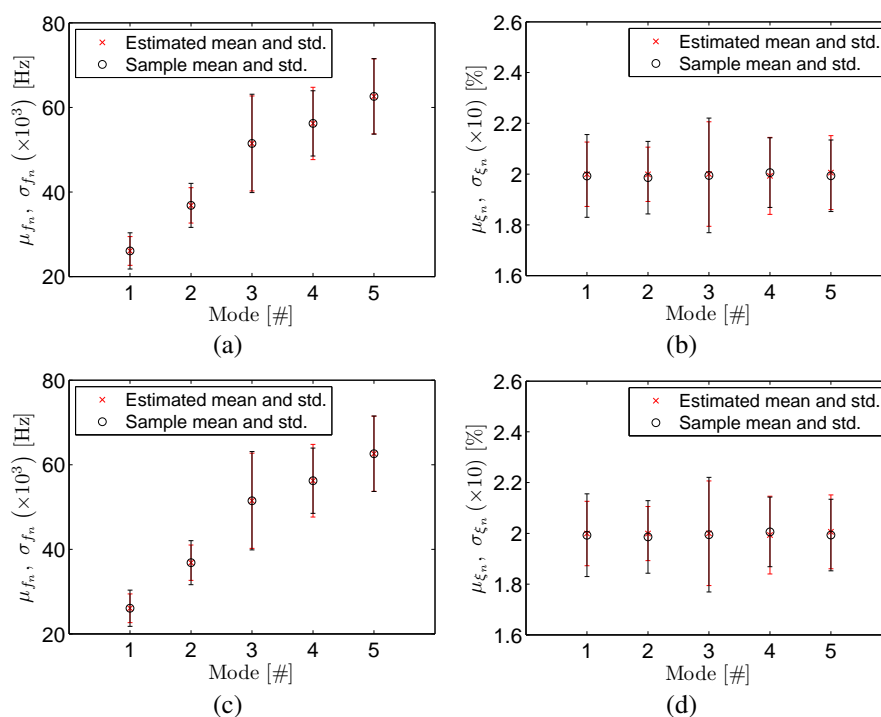 80
60
40
20
μ_{f_n}, σ_{f_n} (×10³) [Hz]
× Estimated mean and std.
○ Sample mean and std.
1 2 3 4 5
Mode [#]
(a)
2.6
2.4
2.2
2
1.8
1.6
μ_{ξ_n}, σ_{ξ_n} (×10) [%]
× Estimated mean and std.
○ Sample mean and std.
1 2 3 4 5
Mode [#]
(b)
80
60
40
20
μ_{f_n}, σ_{f_n} (×10³) [Hz]
× Estimated mean and std.
○ Sample mean and std.
1 2 3 4 5
Mode [#]
(c)
2.6
2.4
2.2
2
1.8
1.6
μ_{ξ_n}, σ_{ξ_n} (×10) [%]
× Estimated mean and std.
○ Sample mean and std.
1 2 3 4 5
Mode [#]
(d)